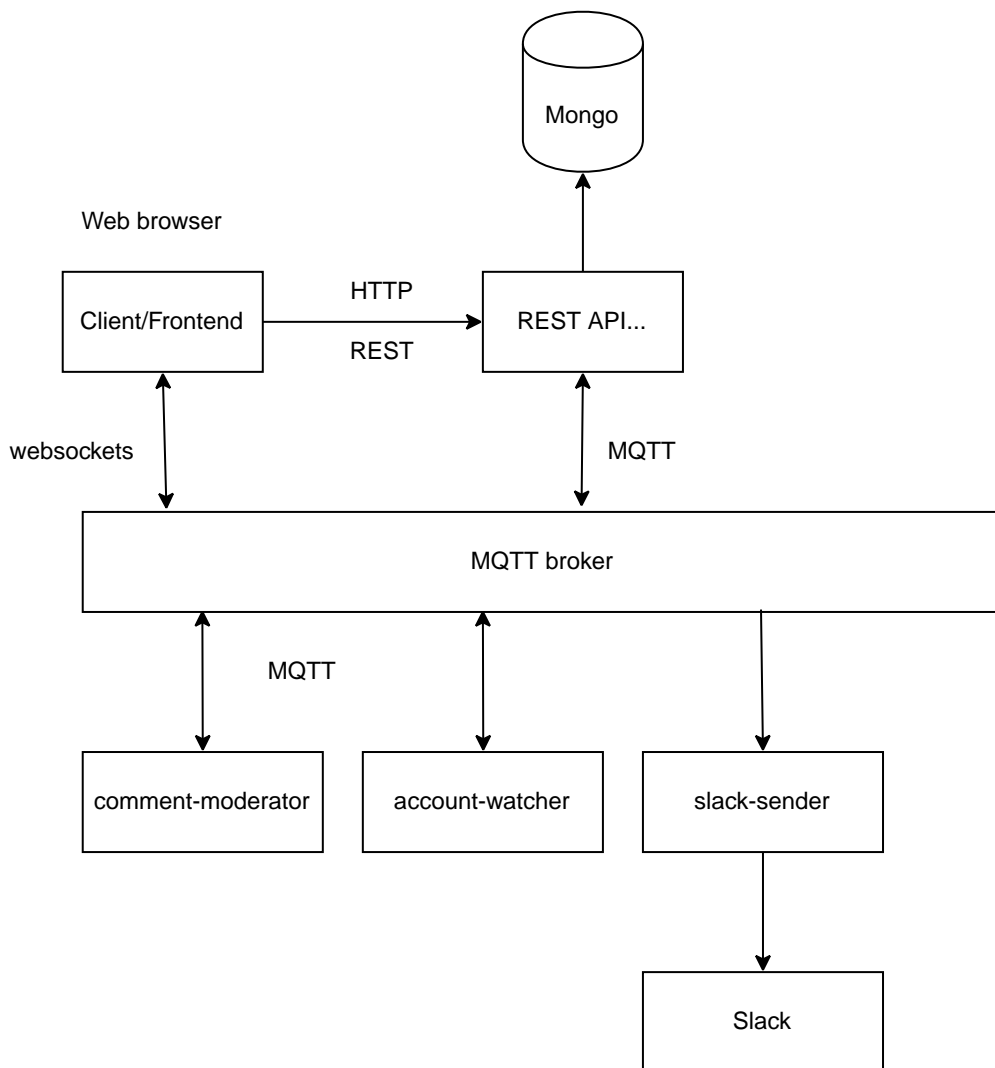 Mongo
Web browser
Client/Frontend
HTTP
REST
REST API...
websockets
MQTT
MQTT broker
MQTT
comment-moderator
account-watcher
slack-sender
Slack